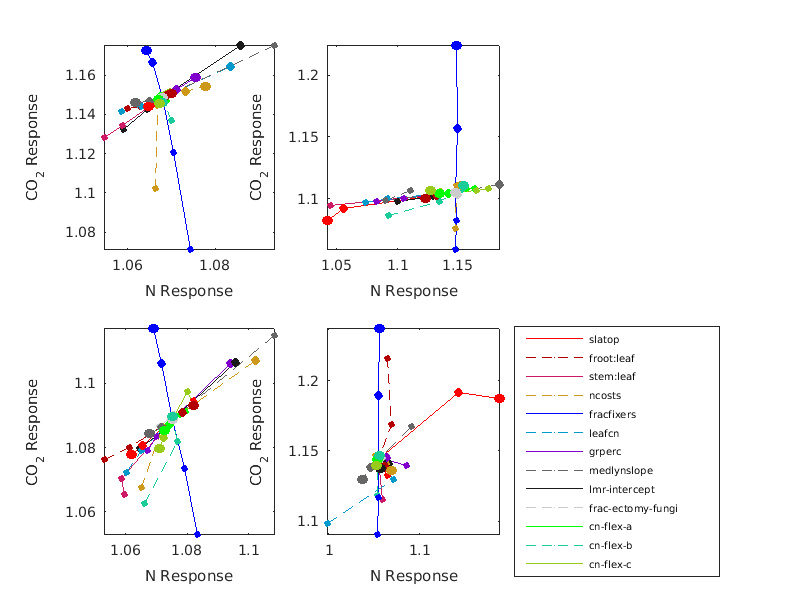 1.16
1.14
1.12
1.1
1.08
1.06
1.08
CO2 Response
N Response
1.2
1.15
1.1
1.05
1.1
1.15
CO2 Response
N Response
1.1
1.08
1.06
1.06
1.08
1.1
CO2 Response
N Response
1.2
1.15
1.1
1
1.1
CO2 Response
N Response
slatop
froot:leaf
stem:leaf
ncosts
fracfixers
leafcn
grperc
medlynslope
lmr-intercept
frac-ectomy-fungi
cn-flex-a
cn-flex-b
cn-flex-c